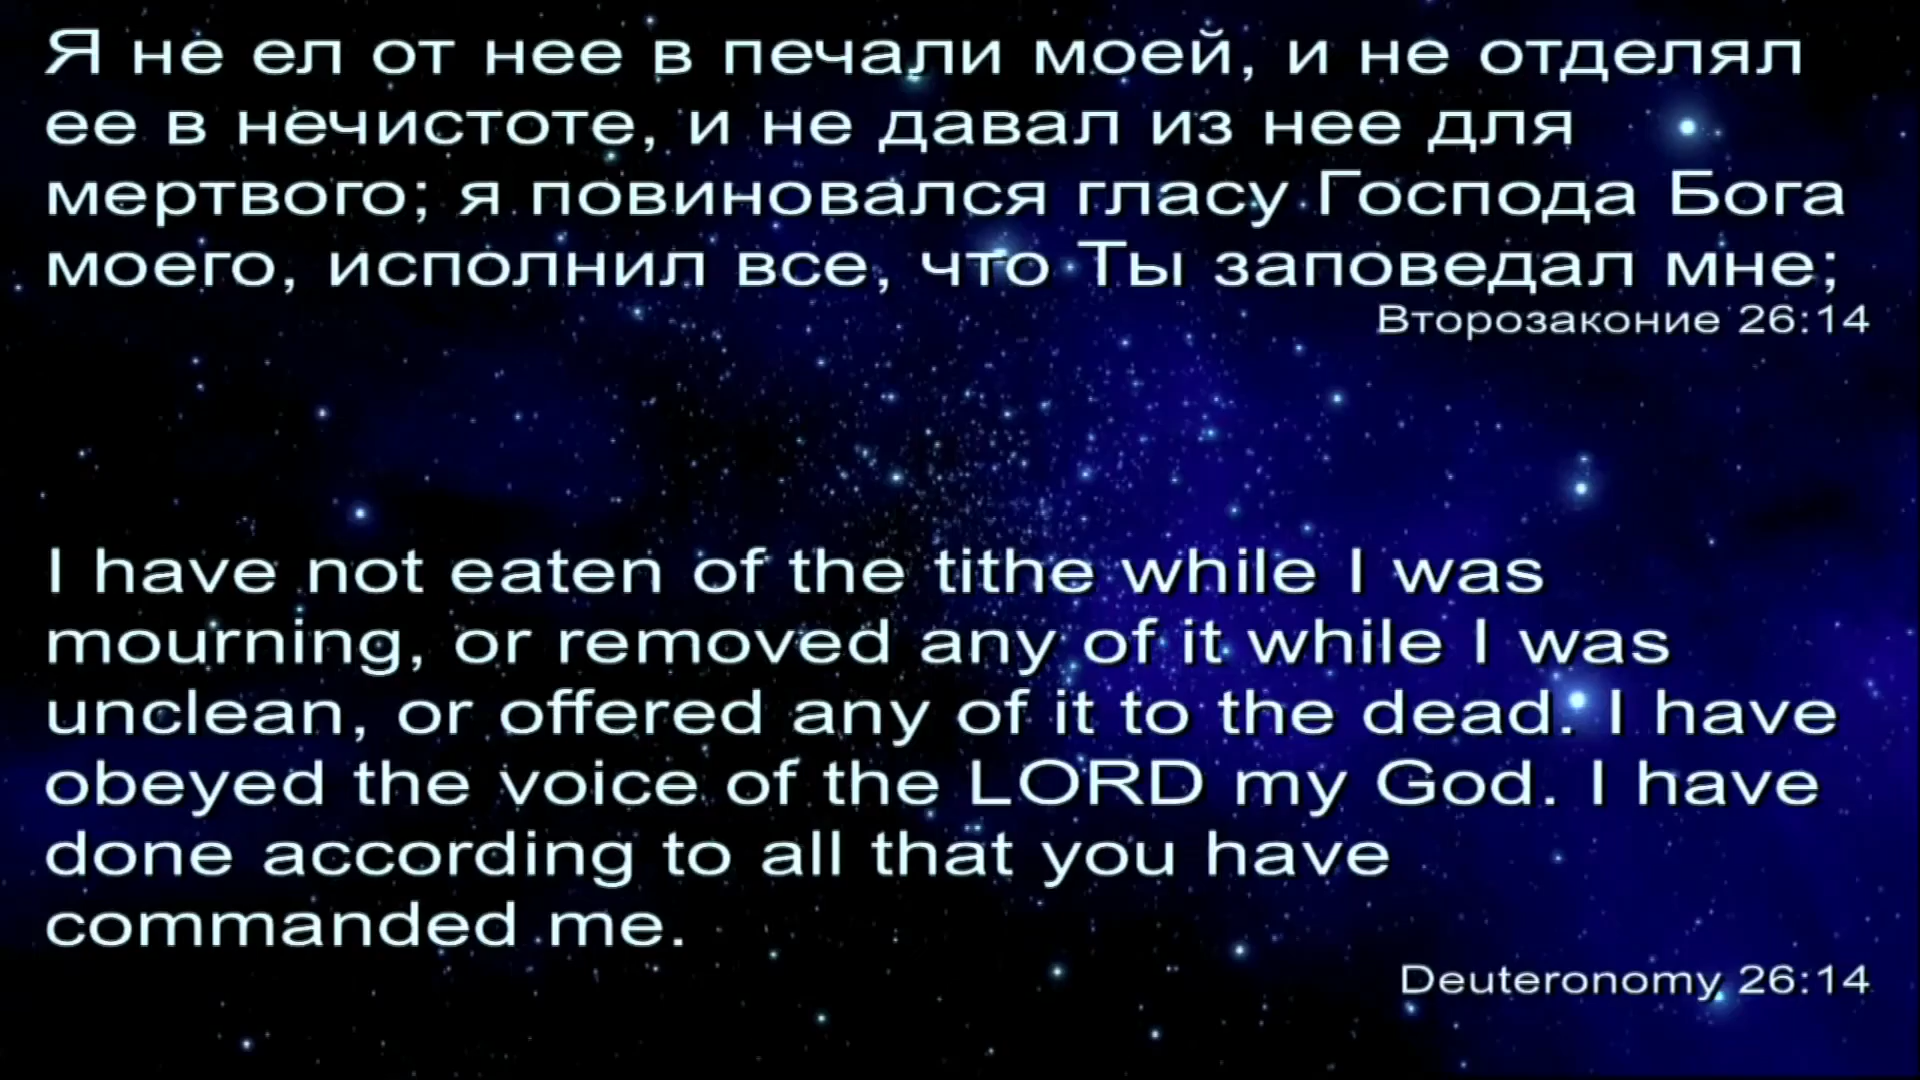 Я не ел от нее в печали моей, и не отделял
ее в нечистоте, и не давал из нее для
мертвого; я повиновался гласу Господа Бога
моего, исполнил все, что Ты заповедал мне;
Второзаконие 26:14
I have not eaten of the tithe while I was
mourning, or removed any of it while I was
unclean, or offered any of it to the dead. I have
obeyed the voice of the LORD my God. I have
done according to all that you have
commanded me.
Deuteronomy 26:14